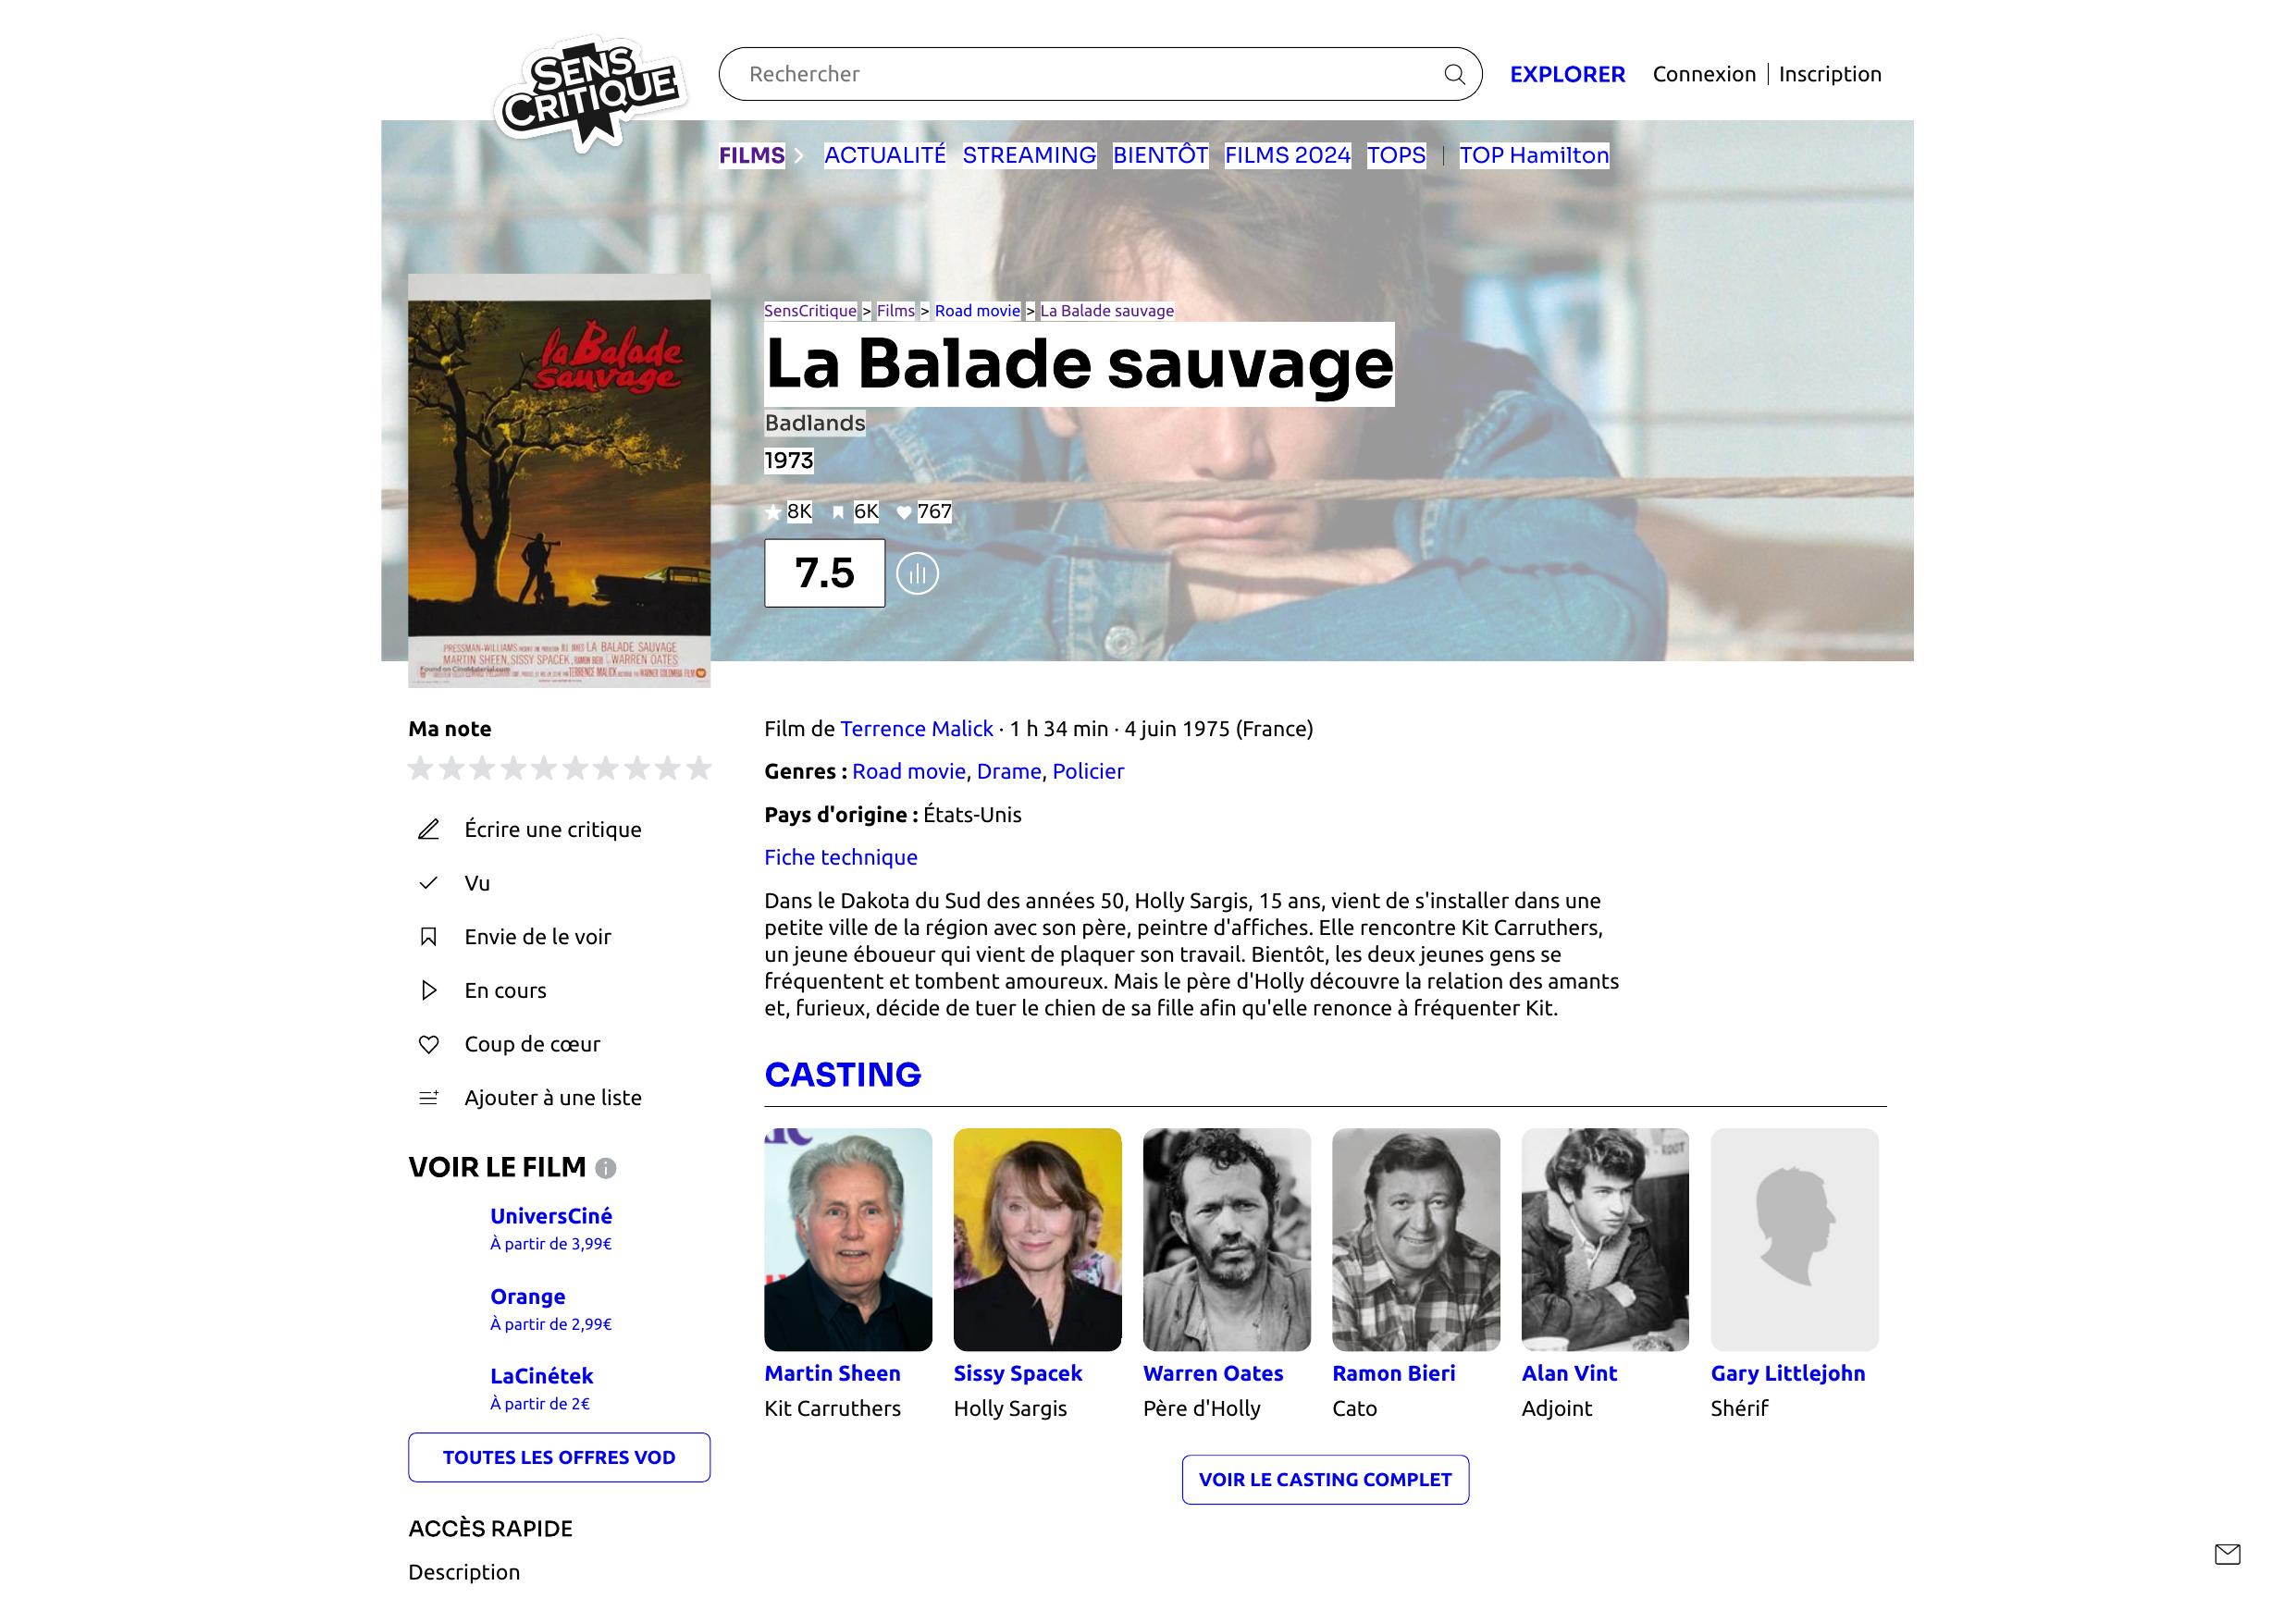 SENS
CRITIQUE
Rechercher
EXPLORER
Connexion
Inscription
FILMS
ACTUALITÉ
STREAMING
BIENTÔT
FILMS 2024
TOPS
TOP Hamilton
la Balade
sauvage
PRESSMAN-WILLIAMS
LA BALADE SAUVAGE
MARTIN SHEEN, SISSY SPACEK, RAMON BIERI WARREN OATES
Found on CineMaterial.com
TERRENCE MALICK
SensCritique > Films > Road movie > La Balade sauvage
La Balade sauvage
Badlands
1973
8K 6K 767
7.5
Ma note
Écrire une critique
Vu
Envie de le voir
En cours
Coup de cœur
Ajouter à une liste
VOIR LE FILM
UniversCiné
À partir de 3,99€
Orange
À partir de 2,99€
LaCinétek
À partir de 2€
TOUTES LES OFFRES VOD
ACCÈS RAPIDE
Description
Film de Terrence Malick · 1 h 34 min · 4 juin 1975 (France)
Genres : Road movie, Drame, Policier
Pays d'origine : États-Unis
Fiche technique
Dans le Dakota du Sud des années 50, Holly Sargis, 15 ans, vient de s'installer dans une
petite ville de la région avec son père, peintre d'affiches. Elle rencontre Kit Carruthers,
un jeune éboueur qui vient de plaquer son travail. Bientôt, les deux jeunes gens se
fréquentent et tombent amoureux. Mais le père d'Holly découvre la relation des amants
et, furieux, décide de tuer le chien de sa fille afin qu'elle renonce à fréquenter Kit.
CASTING
Martin Sheen
Kit Carruthers
Sissy Spacek
Holly Sargis
Warren Oates
Père d'Holly
Ramon Bieri
Cato
Alan Vint
Adjoint
Gary Littlejohn
Shérif
VOIR LE CASTING COMPLET